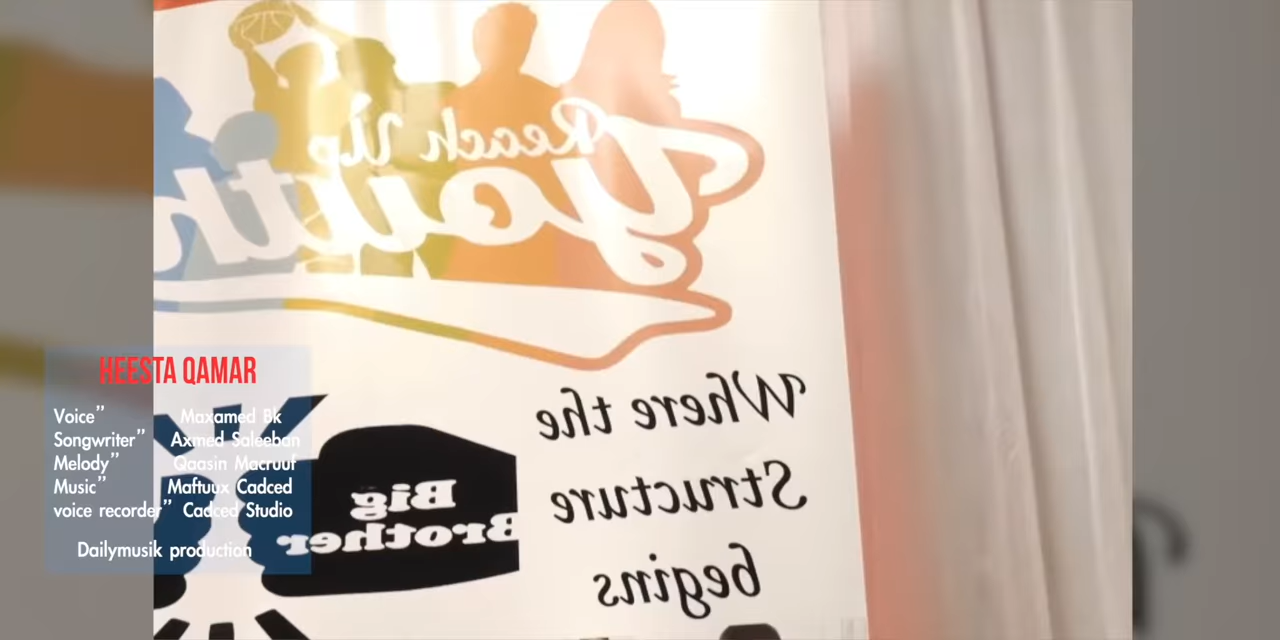 Reach Up
Youth
Where the
Structure
begins
Big
Brother
HEESTA QAMAR
Voice” Maxamed Bk
Songwriter” Axmed Saleeban
Melody” Qaasin Macruuf
Music” Maftuux Cadced
voice recorder” Cadced Studio
Dailymusik production